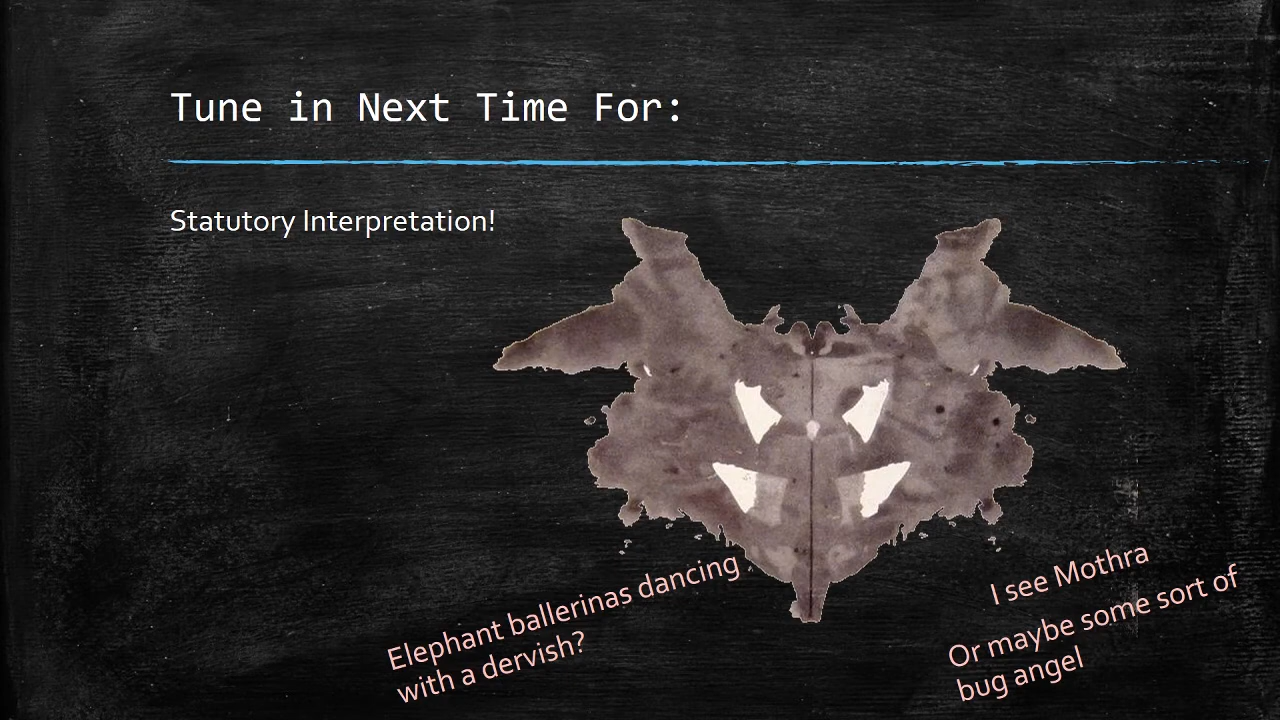 Tune in Next Time For:
Statutory Interpretation!
Elephant ballerinas dancing
with a dervish?
I see Mothra
Or maybe some sort of
bug angel